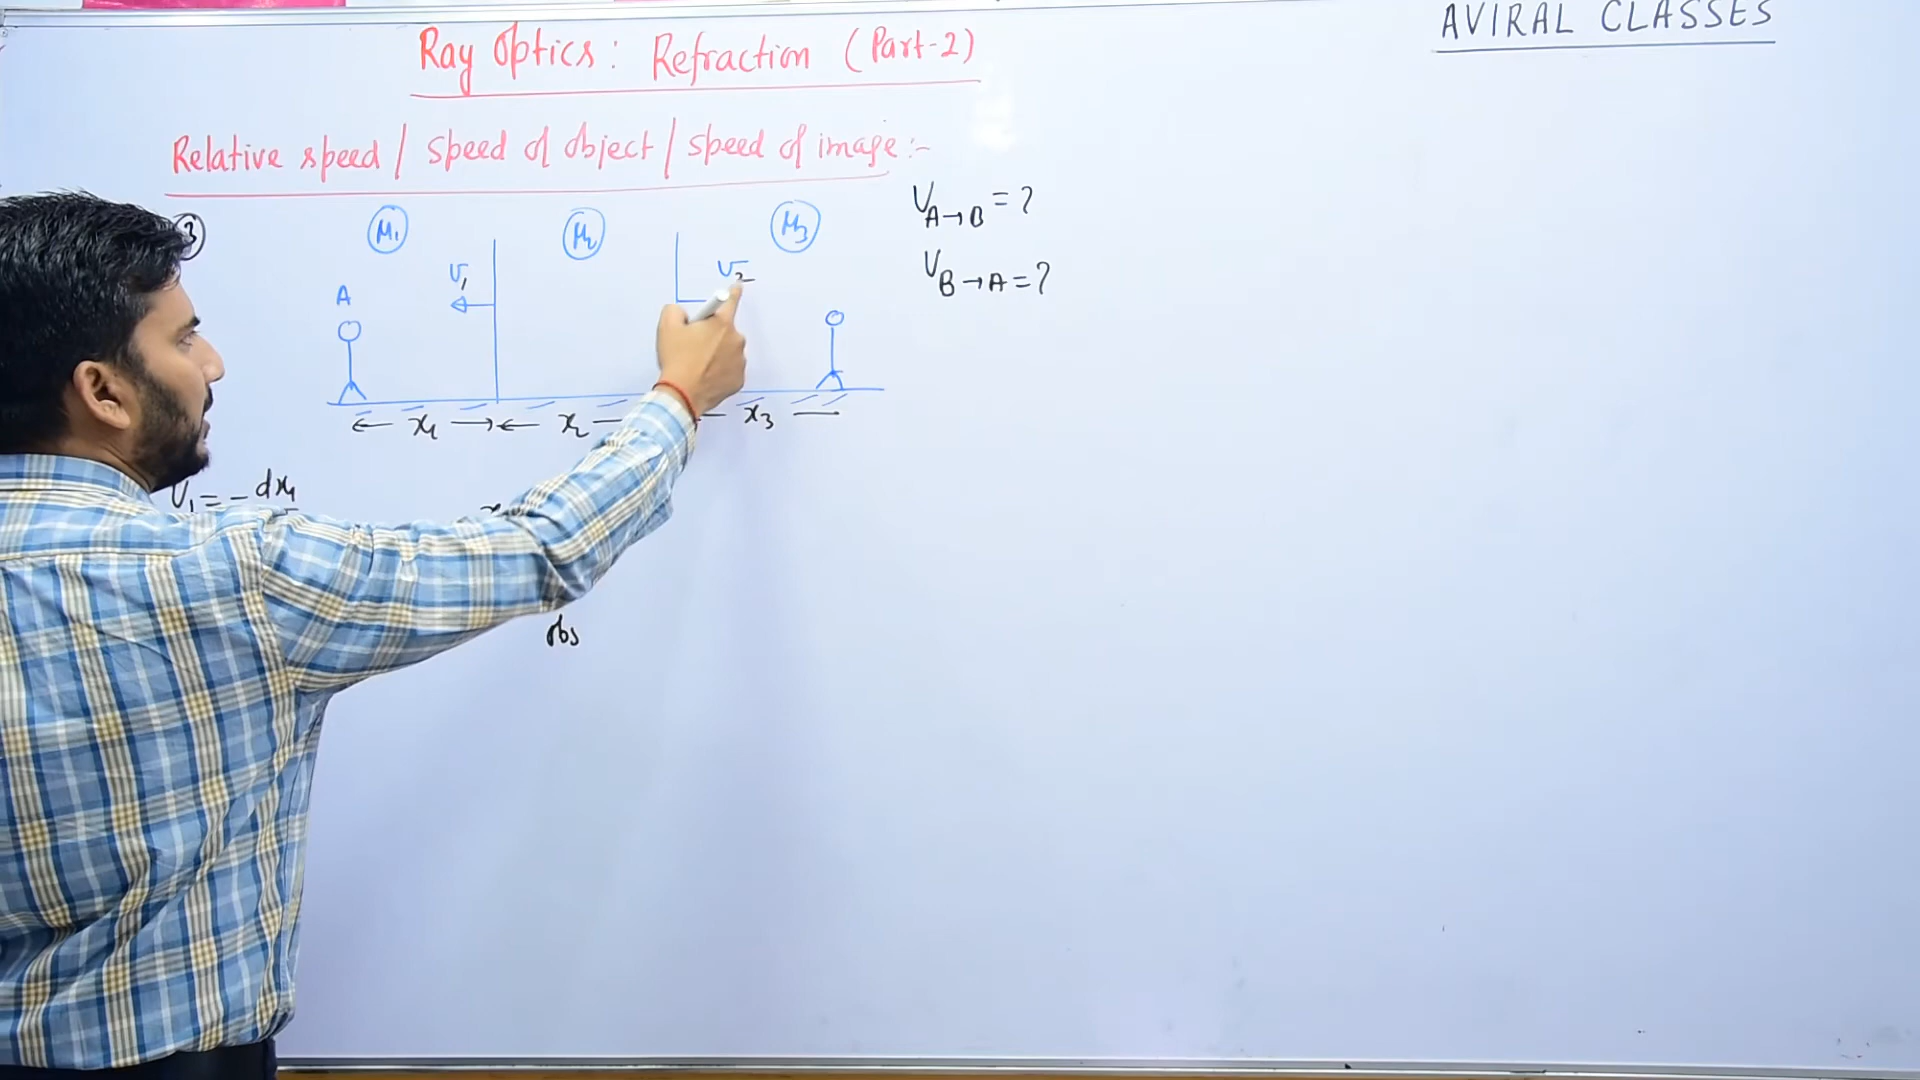 AVIRAL CLASSES
Ray Optics: Refraction (Part-2)
Relative speed / speed of object / speed of image :-
3
μ₁ μ₂ μ₃
V_A→B = ?
V_B→A = ?
A
V₁
V₂
x₁ x₂ x₃
V₁ = - dx₁
obs